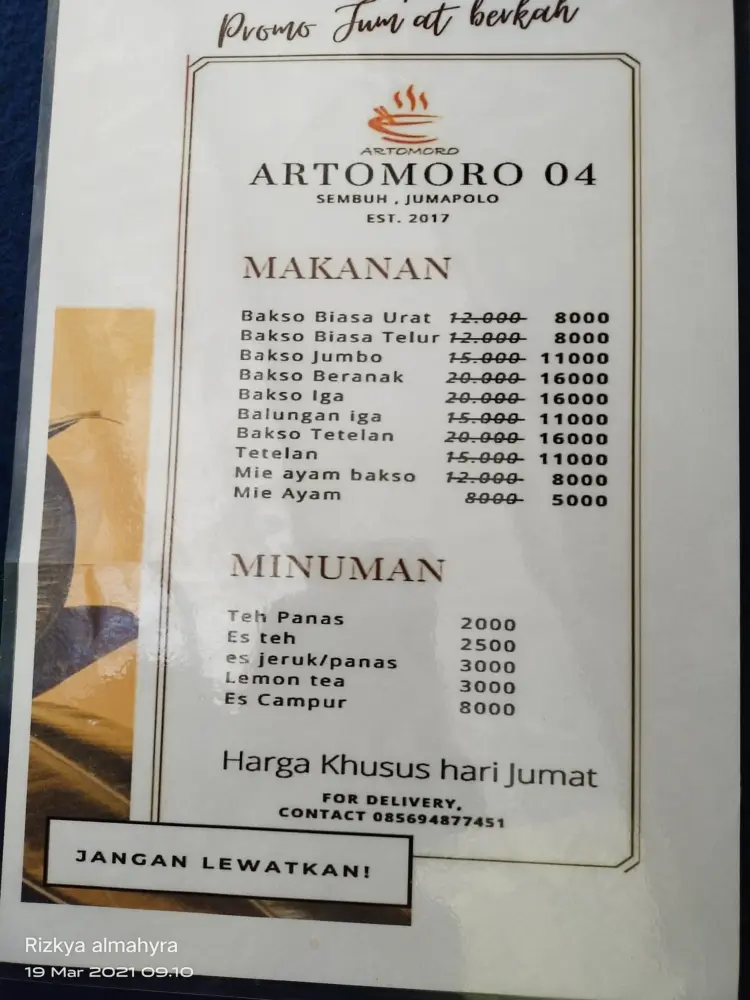 Promo Jum at berkah
ARTOMORO
ARTOMORO 04
SEMBUH , JUMAPOLO
EST. 2017
MAKANAN
Bakso Biasa Urat 12.000 8000
Bakso Biasa Telur 12.000 8000
Bakso Jumbo 15.000 11000
Bakso Beranak 20.000 16000
Bakso Iga 20.000 16000
Balungan iga 15.000 11000
Bakso Tetelan 20.000 16000
Tetelan 15.000 11000
Mie ayam bakso 12.000 8000
Mie Ayam 8000 5000
MINUMAN
Teh Panas 2000
Es teh 2500
es jeruk/panas 3000
Lemon tea 3000
Es Campur 8000
Harga Khusus hari Jumat
FOR DELIVERY,
CONTACT 085694877451
JANGAN LEWATKAN!
Rizkya almahyra
19 Mar 2021 09.10